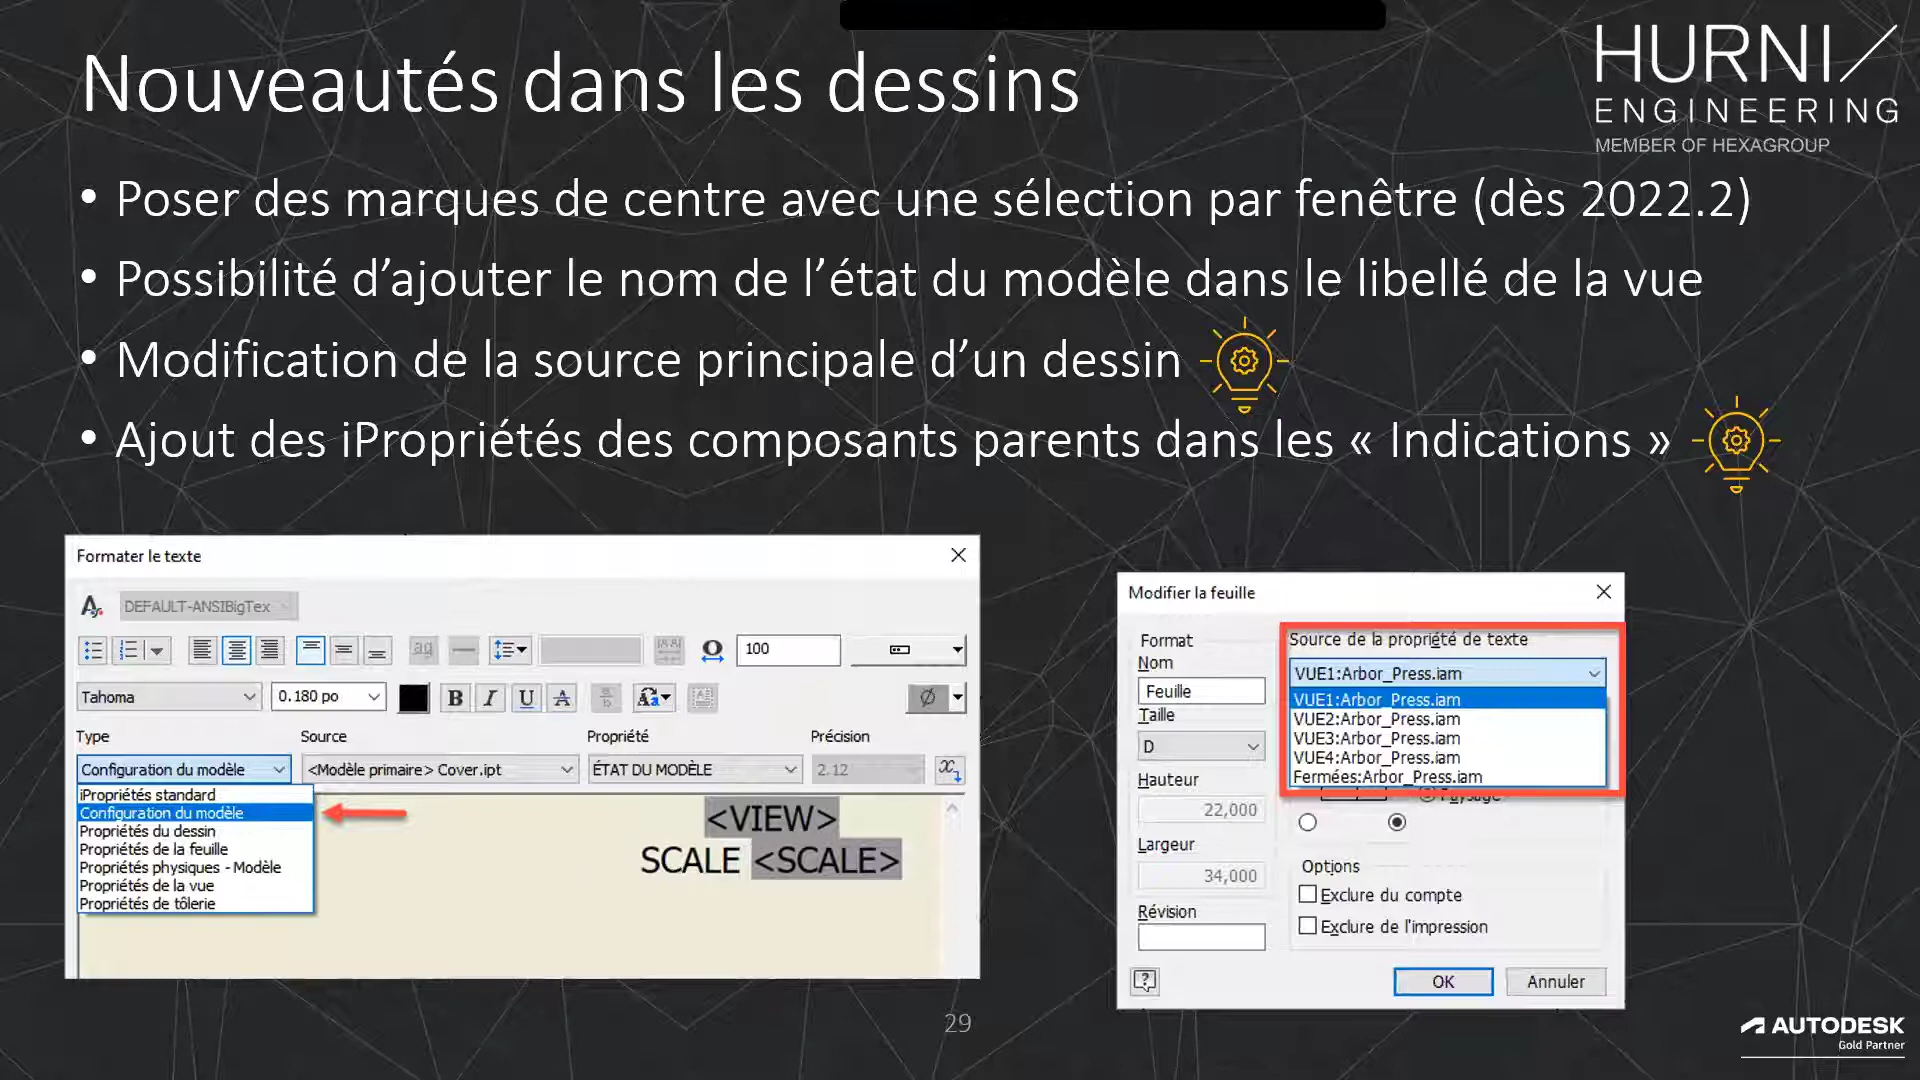 Nouveautés dans les dessins
HURNI
ENGINEERING
MEMBER OF HEXAGROUP
• Poser des marques de centre avec une sélection par fenêtre (dès 2022.2)
• Possibilité d’ajouter le nom de l’état du modèle dans le libellé de la vue
• Modification de la source principale d’un dessin
• Ajout des iPropriétés des composants parents dans les « Indications »
Formater le texte
DEFAULT-ANSIBigTex
100
Tahoma
0.180 po
B I U A
Type Source Propriété Précision
Configuration du modèle
<Modèle primaire> Cover.ipt
ÉTAT DU MODÈLE
2.12
iPropriétés standard
Configuration du modèle
Propriétés du dessin
Propriétés de la feuille
Propriétés physiques - Modèle
Propriétés de la vue
Propriétés de tôlerie
<VIEW>
SCALE <SCALE>
Modifier la feuille
Format
Nom
Feuille
Taille
D
Hauteur
22,000
Largeur
34,000
Révision
Source de la propriété de texte
VUE1:Arbor_Press.iam
VUE1:Arbor_Press.iam
VUE2:Arbor_Press.iam
VUE3:Arbor_Press.iam
VUE4:Arbor_Press.iam
Fermées:Arbor_Press.iam
Paysage
Options
Exclure du compte
Exclure de l'impression
OK
Annuler
29
AUTODESK
Gold Partner